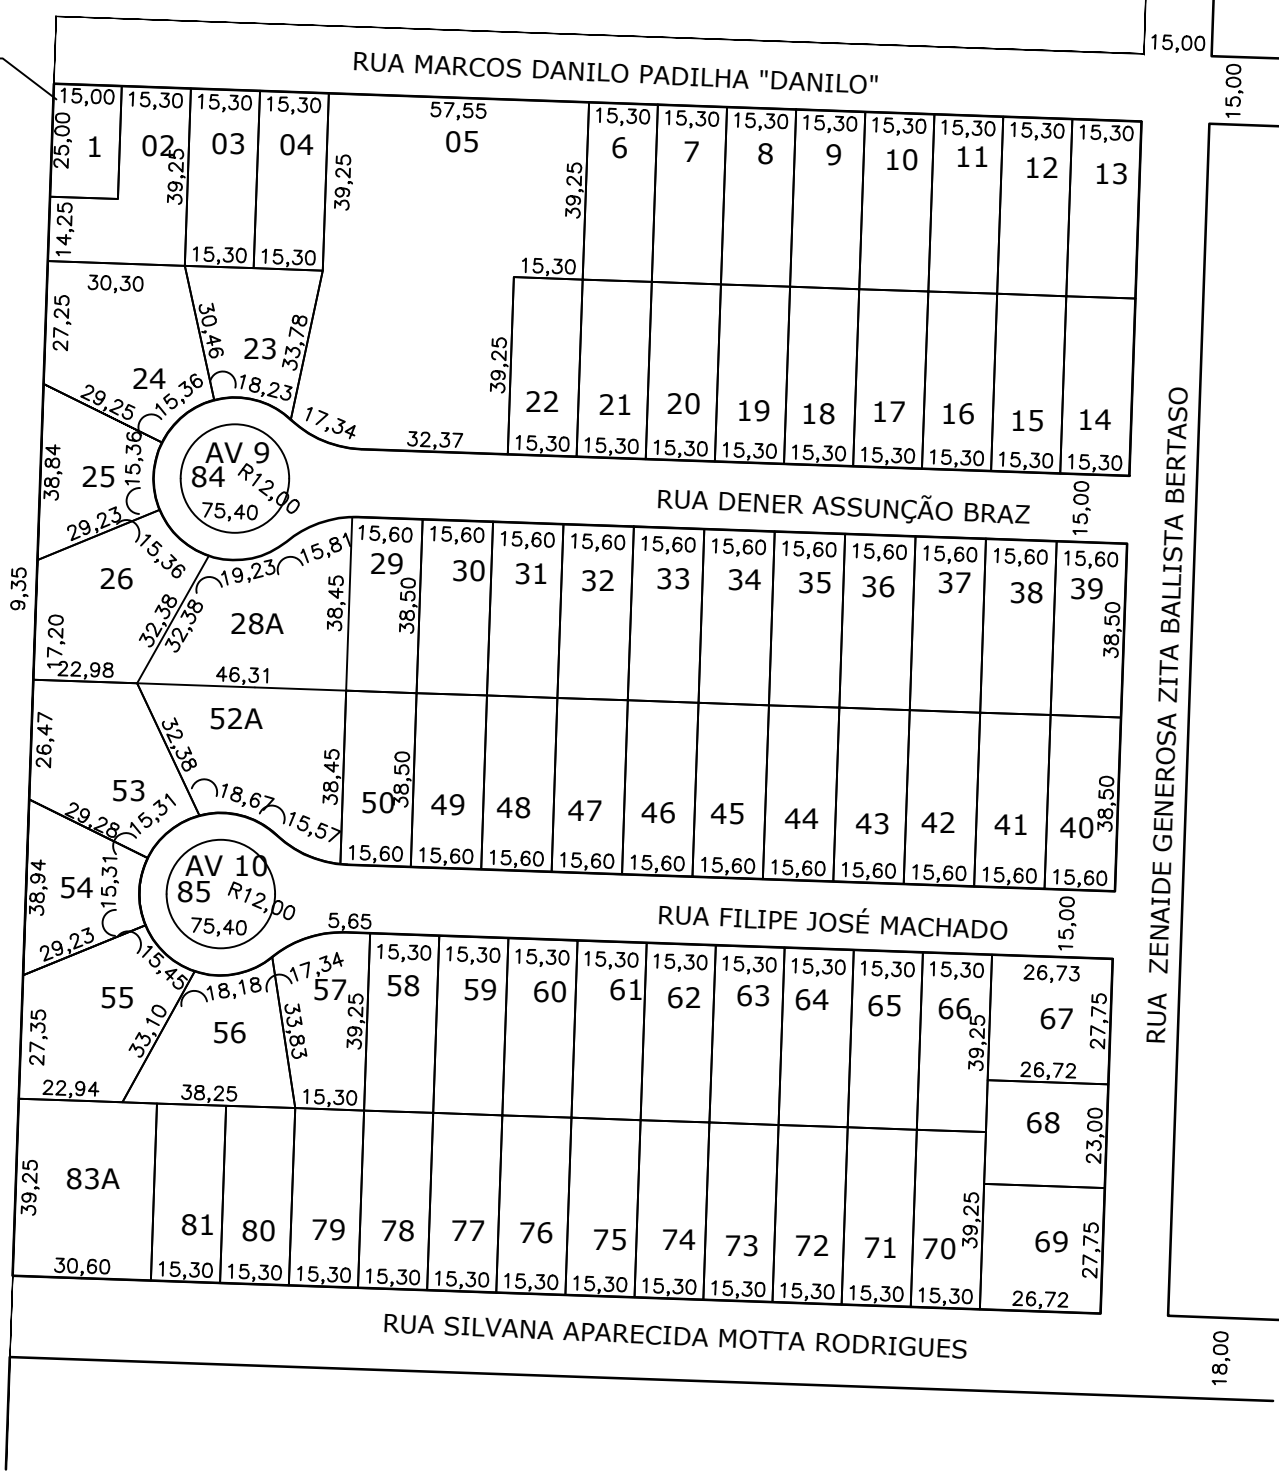 15,00
RUA MARCOS DANILO PADILHA "DANILO"
15,00
15,00 15,30 15,30 15,30 57,55 15,30 15,30 15,30 15,30 15,30 15,30 15,30 15,30
25,00 1 02 39,25 03 04 39,25 05 39,25 6 7 8 9 10 11 12 13
14,25
15,30 15,30 15,30
30,30
27,25 30,46 23 33,78
24 39,25
29,25 15,36 18,23 17,34 32,37
22 21 20 19 18 17 16 15 14
15,30 15,30 15,30 15,30 15,30 15,30 15,30 15,30 15,30
38,84 25 15,36
AV 9
84 R12,00
75,40
RUA DENER ASSUNÇÃO BRAZ
15,00
29,23 15,36 19,23 15,81
15,60 15,60 15,60 15,60 15,60 15,60 15,60 15,60 15,60 15,60 15,60
29 30 31 32 33 34 35 36 37 38 39
9,35 26 32,38 32,38 28A 38,45 38,50 38,50
17,20
22,98 46,31
52A
26,47 32,38 38,45 38,50 38,50
53
29,28 15,31 18,67 15,57
50 49 48 47 46 45 44 43 42 41 40
15,60 15,60 15,60 15,60 15,60 15,60 15,60 15,60 15,60 15,60 15,60
38,94 54 15,31
AV 10
85 R12,00
75,40
5,65
RUA FILIPE JOSÉ MACHADO
15,00
29,23 15,45 18,18 17,34
15,30 15,30 15,30 15,30 15,30 15,30 15,30 15,30 15,30 26,73
55 57 58 59 60 61 62 63 64 65 66 67
27,35 33,10 56 33,83 39,25 39,25 27,75
22,94 38,25 15,30 26,72
68 23,00
39,25 83A
81 80 79 78 77 76 75 74 73 72 71 70 39,25 69 27,75
30,60 15,30 15,30 15,30 15,30 15,30 15,30 15,30 15,30 15,30 15,30 15,30 15,30 26,72
RUA SILVANA APARECIDA MOTTA RODRIGUES
18,00
RUA ZENAIDE GENEROSA ZITA BALLISTA BERTASO